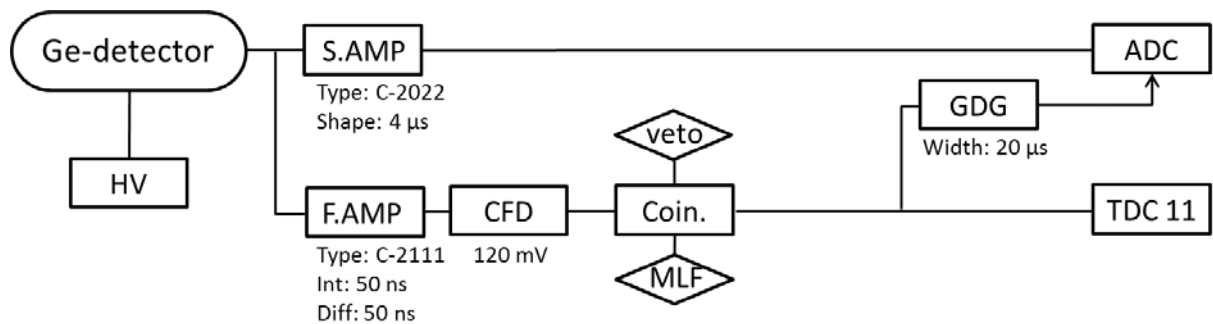 Ge-detector
S.AMP
ADC
Type: C-2022
Shape: 4 μs
GDG
Width: 20 μs
veto
HV
F.AMP
CFD
Coin.
TDC 11
Type: C-2111
Int: 50 ns
Diff: 50 ns
120 mV
MLF